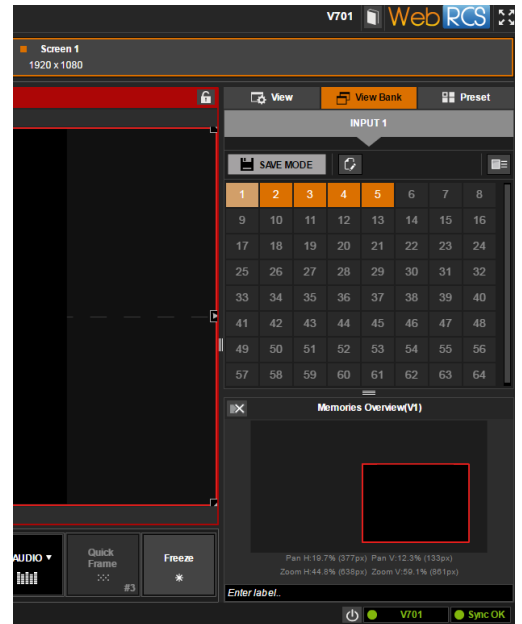 V701 WebRCS
Screen 1
1920 x 1080
View View Bank Preset
INPUT 1
SAVE MODE
1 2 3 4 5 6 7 8
9 10 11 12 13 14 15 16
17 18 19 20 21 22 23 24
25 26 27 28 29 30 31 32
33 34 35 36 37 38 39 40
41 42 43 44 45 46 47 48
49 50 51 52 53 54 55 56
57 58 59 60 61 62 63 64
Memories Overview(V1)
Pan H:19.7% (377px) Pan V:12.3% (133px)
Zoom H:44.8% (638px) Zoom V:59.1% (861px)
AUDIO
Quick
Frame
#3
Freeze
Enter label..
V701 Sync OK